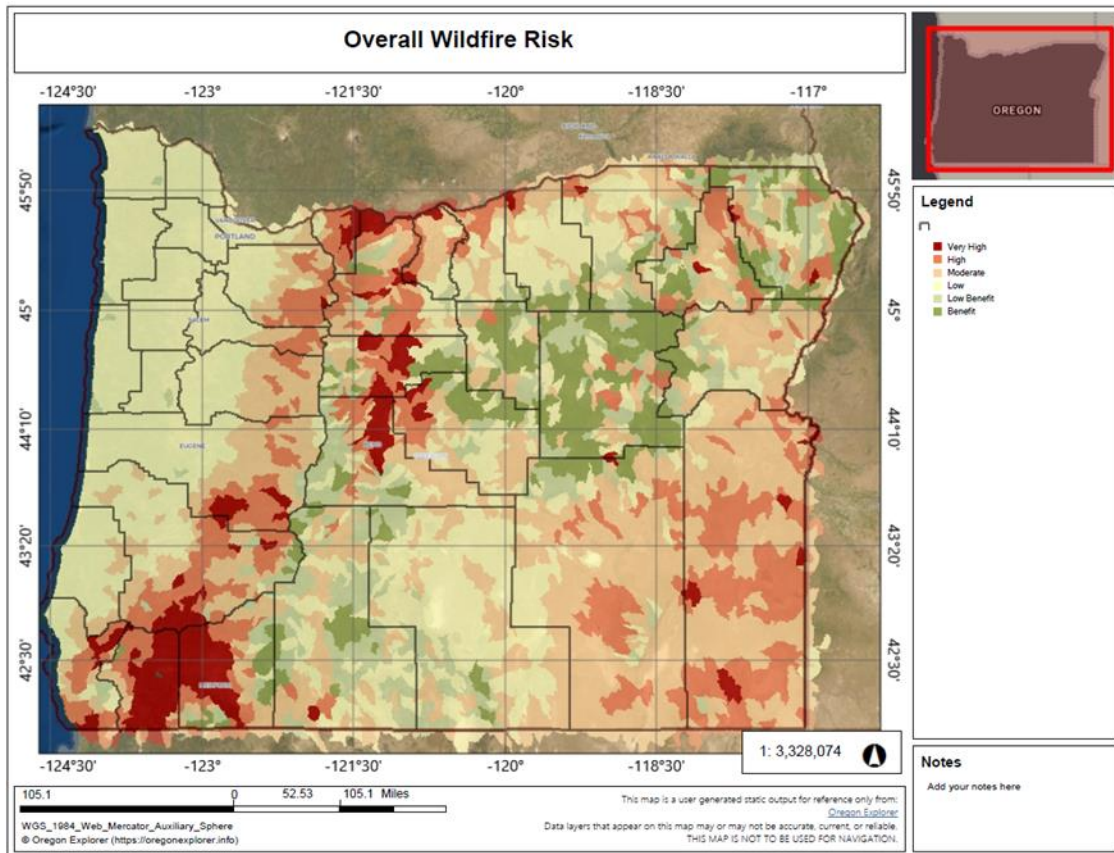 Overall Wildfire Risk
-124°30' -123° -121°30' -120° -118°30' -117°
45°50' 45°50'
45° 45°
44°10' 44°10'
43°20' 43°20'
42°30' 42°30'
PORTLAND
SALEM
EUGENE
-124°30' -123° -121°30' -120° -118°30' -117°
1: 3,328,074
OREGON
Legend
Very High
High
Moderate
Low
Low Benefit
Benefit
Notes
Add your notes here
105.1 0 52.53 105.1 Miles
WGS_1984_Web_Mercator_Auxiliary_Sphere
© Oregon Explorer (https://oregonexplorer.info)
This map is a user generated static output for reference only from:
Oregon Explorer
Data layers that appear on this map may or may not be accurate, current, or reliable.
THIS MAP IS NOT TO BE USED FOR NAVIGATION.